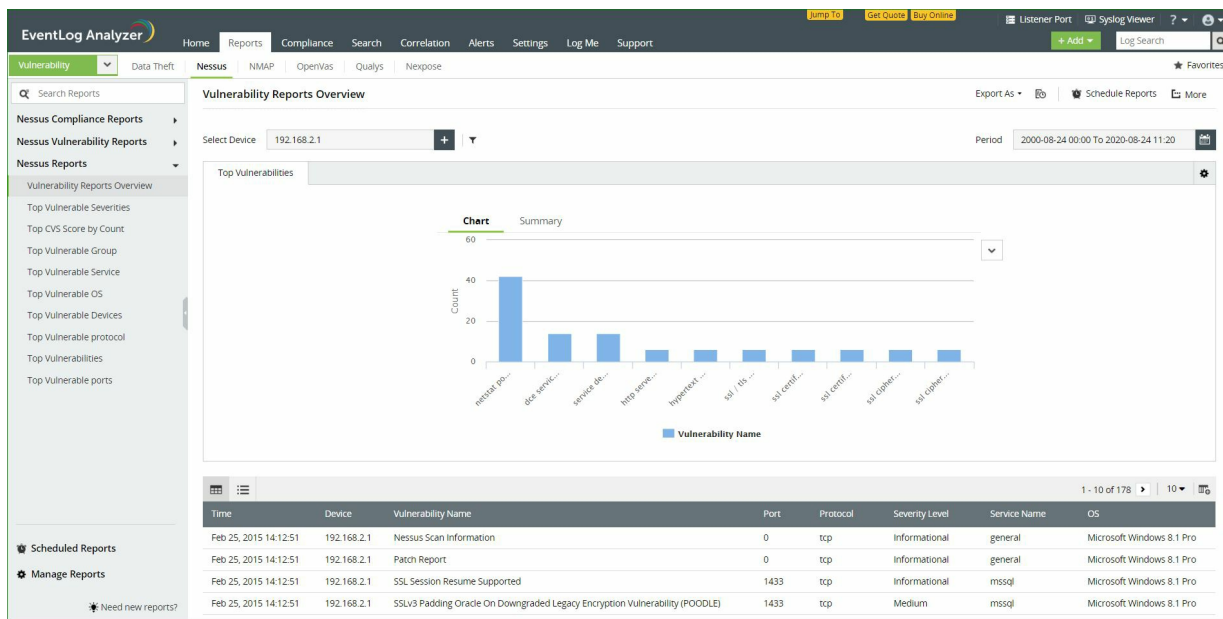 Jump To Get Quote Buy Online Listener Port Syslog Viewer ?
EventLog Analyzer
Home Reports Compliance Search Correlation Alerts Settings Log Me Support + Add Log Search
Vulnerability Data Theft Nessus NMAP OpenVas Qualys Nexpose Favorites
Search Reports
Nessus Compliance Reports
Nessus Vulnerability Reports
Nessus Reports
Vulnerability Reports Overview
Top Vulnerable Severities
Top CVS Score by Count
Top Vulnerable Group
Top Vulnerable Service
Top Vulnerable OS
Top Vulnerable Devices
Top Vulnerable protocol
Top Vulnerabilities
Top Vulnerable ports
Scheduled Reports
Manage Reports
Need new reports?
Vulnerability Reports Overview Export As Schedule Reports More
Select Device 192.168.2.1 + Period 2000-08-24 00:00 To 2020-08-24 11:20
Top Vulnerabilities
Chart Summary
60
40
20
0
Count
netstat po...
dce servic...
service de...
http serve...
hypertext ...
ssl / tls ...
ssl certif...
ssl certif...
ssl cipher...
ssl cipher...
Vulnerability Name
1 - 10 of 178 10
Time Device Vulnerability Name Port Protocol Severity Level Service Name OS
Feb 25, 2015 14:12:51 192.168.2.1 Nessus Scan Information 0 tcp Informational general Microsoft Windows 8.1 Pro
Feb 25, 2015 14:12:51 192.168.2.1 Patch Report 0 tcp Informational general Microsoft Windows 8.1 Pro
Feb 25, 2015 14:12:51 192.168.2.1 SSL Session Resume Supported 1433 tcp Informational mssql Microsoft Windows 8.1 Pro
Feb 25, 2015 14:12:51 192.168.2.1 SSLv3 Padding Oracle On Downgraded Legacy Encryption Vulnerability (POODLE) 1433 tcp Medium mssql Microsoft Windows 8.1 Pro